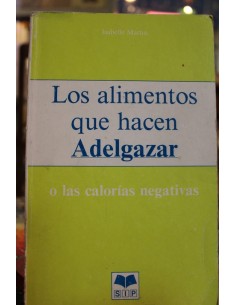 Los alimentos
que hacen
Adelgazar
o las calorías negativas
S I P